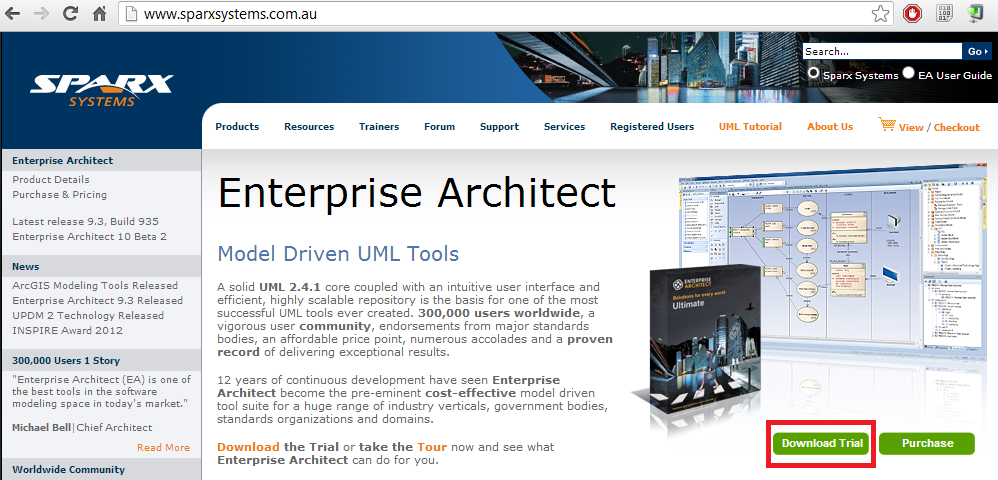 www.sparxsystems.com.au
Search...
Go
Sparx Systems EA User Guide
SPARX
SYSTEMS
Products Resources Trainers Forum Support Services Registered Users UML Tutorial About Us View / Checkout
Enterprise Architect
Product Details
Purchase & Pricing
Latest release 9.3, Build 935
Enterprise Architect 10 Beta 2
News
ArcGIS Modeling Tools Released
Enterprise Architect 9.3 Released
UPDM 2 Technology Released
INSPIRE Award 2012
300,000 Users 1 Story
"Enterprise Architect (EA) is one of
the best tools in the software
modeling space in today's market."
Michael Bell|Chief Architect
Read More
Worldwide Community
Enterprise Architect
Model Driven UML Tools
A solid UML 2.4.1 core coupled with an intuitive user interface and
efficient, highly scalable repository is the basis for one of the most
successful UML tools ever created. 300,000 users worldwide, a
vigorous user community, endorsements from major standards
bodies, an affordable price point, numerous accolades and a proven
record of delivering exceptional results.
12 years of continuous development have seen Enterprise
Architect become the pre-eminent cost-effective model driven
tool suite for a huge range of industry verticals, government bodies,
standards organizations and domains.
Download the Trial or take the Tour now and see what
Enterprise Architect can do for you.
ENTERPRISE
ARCHITECT
Solutions for every world
Ultimate
Download Trial
Purchase